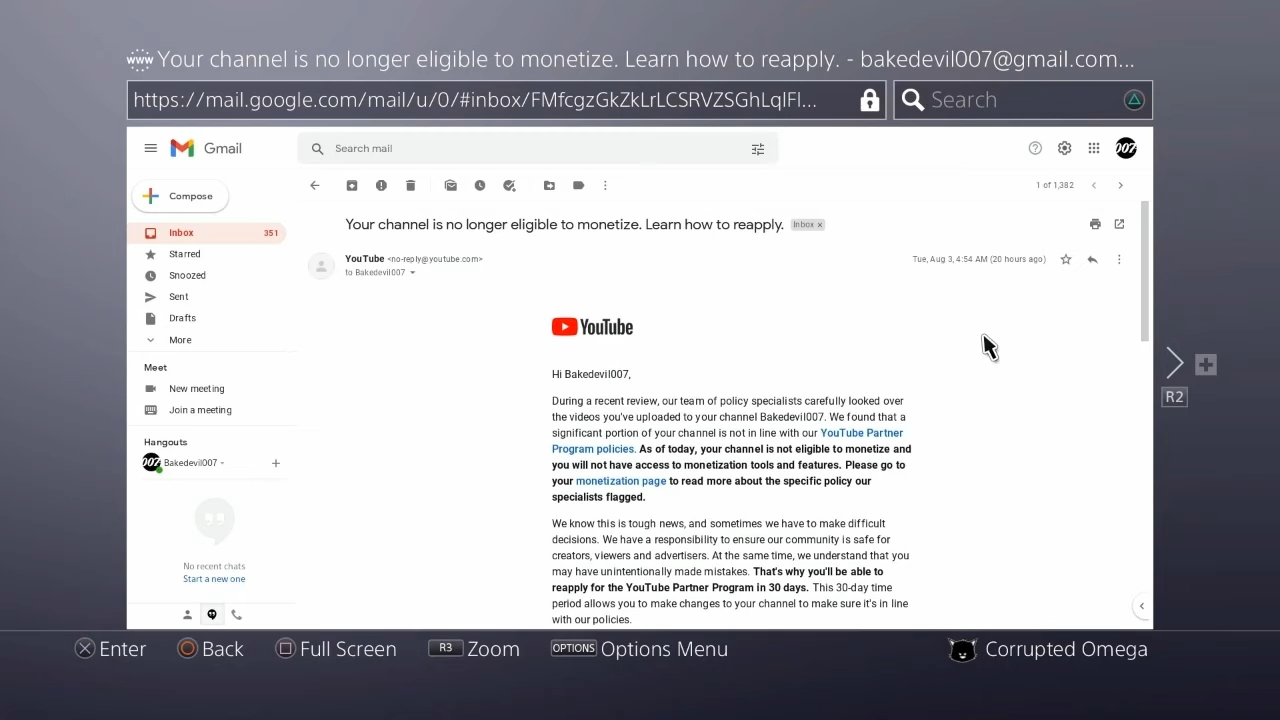 www Your channel is no longer eligible to monetize. Learn how to reapply. - bakedevil007@gmail.com...
https://mail.google.com/mail/u/0/#inbox/FMfcgzGkZkLrLCSRVZSGhLqlFl...
Search
Gmail
Search mail
007
Compose
1 of 1,382
Inbox 351
Your channel is no longer eligible to monetize. Learn how to reapply. Inbox x
Starred
YouTube <no-reply@youtube.com>
Tue, Aug 3, 4:54 AM (20 hours ago)
to Bakedevil007
Snoozed
Sent
Drafts
More
Meet
New meeting
Join a meeting
Hangouts
007 Bakedevil007
No recent chats
Start a new one
YouTube
Hi Bakedevil007,
During a recent review, our team of policy specialists carefully looked over
the videos you've uploaded to your channel Bakedevil007. We found that a
significant portion of your channel is not in line with our YouTube Partner
Program policies. As of today, your channel is not eligible to monetize and
you will not have access to monetization tools and features. Please go to
your monetization page to read more about the specific policy our
specialists flagged.
We know this is tough news, and sometimes we have to make difficult
decisions. We have a responsibility to ensure our community is safe for
creators, viewers and advertisers. At the same time, we understand that you
may have unintentionally made mistakes. That's why you'll be able to
reapply for the YouTube Partner Program in 30 days. This 30-day time
period allows you to make changes to your channel to make sure it's in line
with our policies.
R2
Enter
Back
Full Screen
R3 Zoom
OPTIONS Options Menu
Corrupted Omega